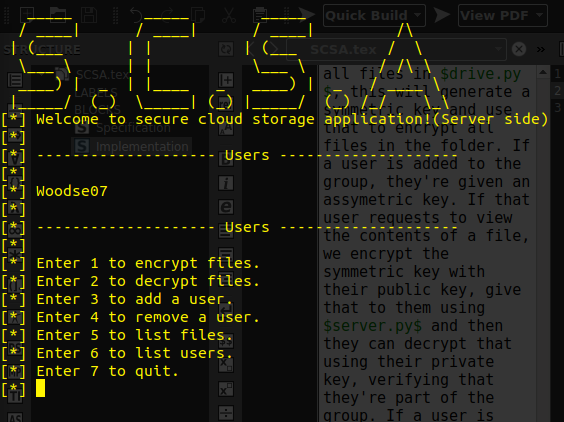 Quick Build
View PDF
STRUCTURE
SCSA.tex
SCSA.tex
LABELS
Specification
Implementation
[*] Welcome to secure cloud storage application!(Server side)
[*]
[*] -------------------- Users --------------------
[*]
[*] Woodse07
[*]
[*] -------------------- Users --------------------
[*]
[*] Enter 1 to encrypt files.
[*] Enter 2 to decrypt files.
[*] Enter 3 to add a user.
[*] Enter 4 to remove a user.
[*] Enter 5 to list files.
[*] Enter 6 to list users.
[*] Enter 7 to quit.
[*]
all files in $drive.py
$, this will generate a
symmetric key and use
that to encrypt all
files in the folder. If
a user is added to the
group, they're given an
assymetric key. If that
user requests to view
the contents of a file,
we encrypt the
symmetric key with
their public key, give
that to them using
$server.py$ and then
they can decrypt that
using their private
key, verifying that
they're part of the
group. If a user is
1
2
3